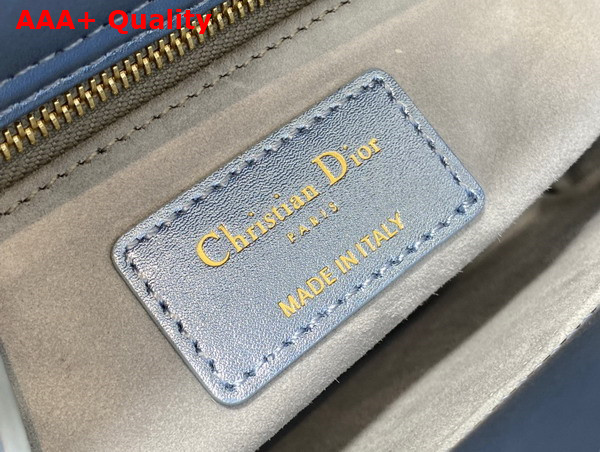 AAA+ Quality
Christian Dior
PARIS
MADE IN ITALY